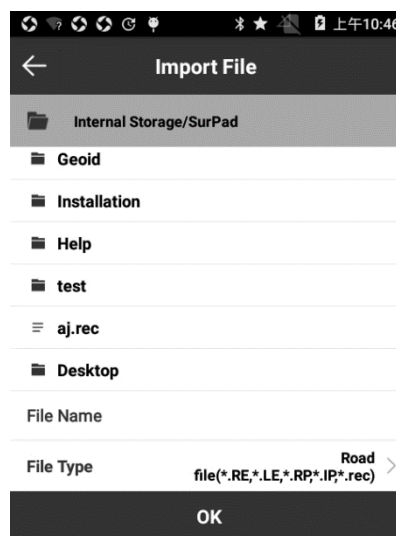 上午10:46
Import File
Internal Storage/SurPad
Geoid
Installation
Help
test
aj.rec
Desktop
File Name
File Type
Road
file(*.RE,*.LE,*.RP,*.IP,*.rec)
OK